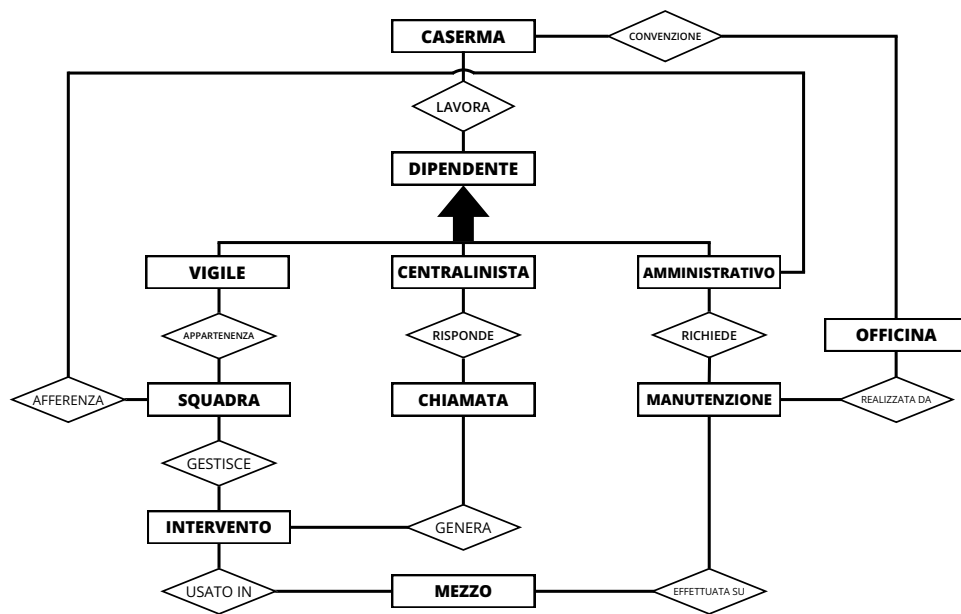 CASERMA
CONVENZIONE
LAVORA
DIPENDENTE
VIGILE
CENTRALINISTA
AMMINISTRATIVO
APPARTENENZA
RISPONDE
RICHIEDE
OFFICINA
AFFERENZA
SQUADRA
CHIAMATA
MANUTENZIONE
REALIZZATA DA
GESTISCE
INTERVENTO
GENERA
USATO IN
MEZZO
EFFETTUATA SU